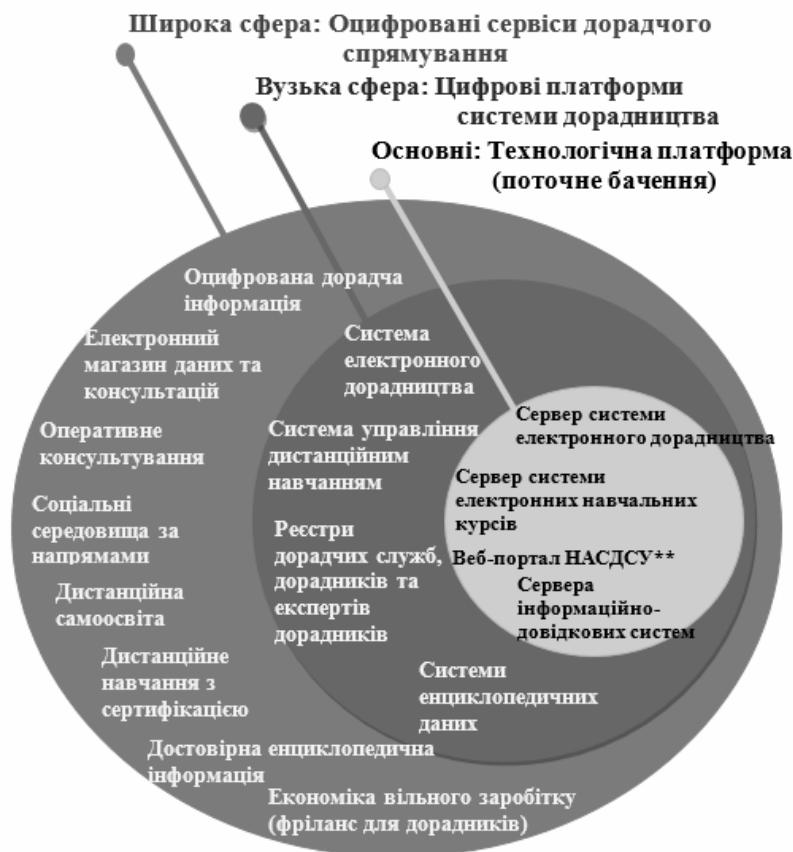 Широка сфера: Оцифровані сервіси дорадчого
спрямування
Вузька сфера: Цифрові платформи
системи дорадництва
Основні: Технологічна платформа
(поточне бачення)
Оцифрована дорадча
інформація
Електронний
магазин даних та
консультацій
Оперативне
консультування
Соціальні
середовища за
напрямами
Дистанційна
самоосвіта
Дистанційне
навчання з
сертифікацією
Достовірна енциклопедична
інформація
Економіка вільного заробітку
(фріланс для дорадників)
Система
електронного
дорадництва
Система управління
дистанційним
навчанням
Реєстри
дорадчих служб,
дорадників та
експертів
дорадників
Системи
енциклопедичних
даних
Сервер системи
електронного дорадництва
Сервер системи
електронних навчальних
курсів
Веб-портал НАСДСУ**
Сервера
інформаційно-
довідкових систем